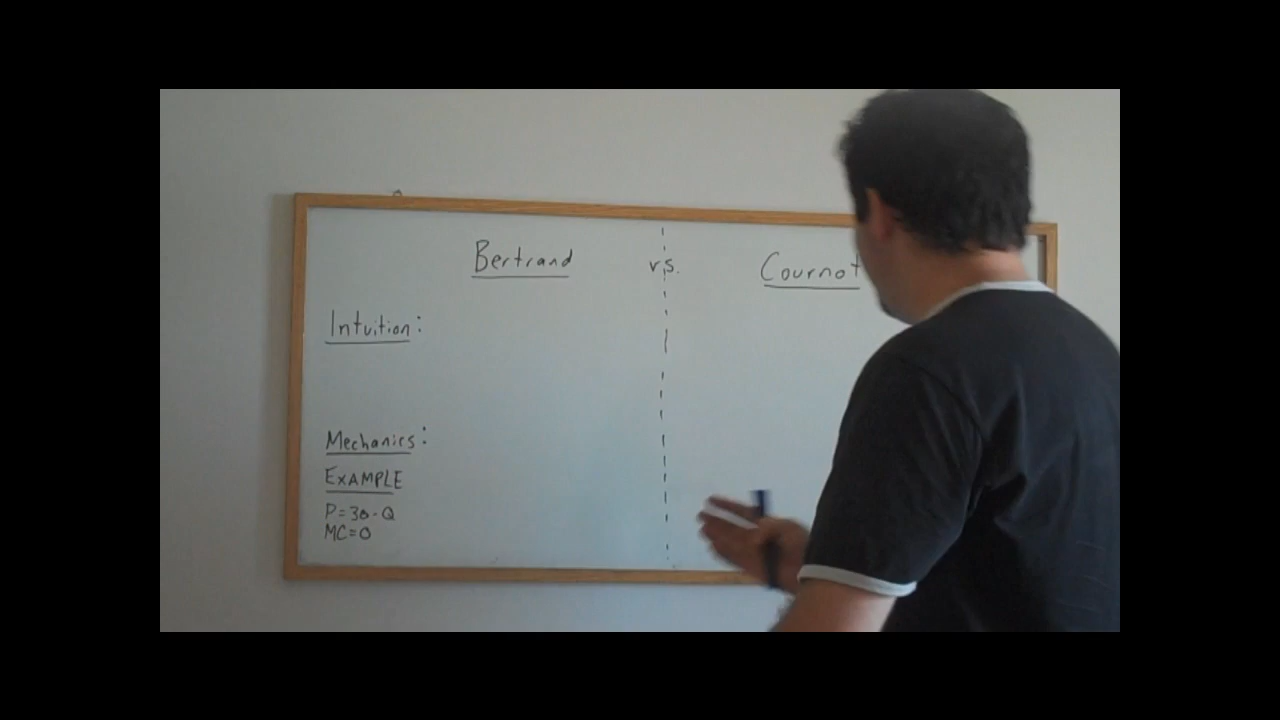 Bertrand vs. Cournot
Intuition:
Mechanics:
EXAMPLE
P=30-Q
MC=0